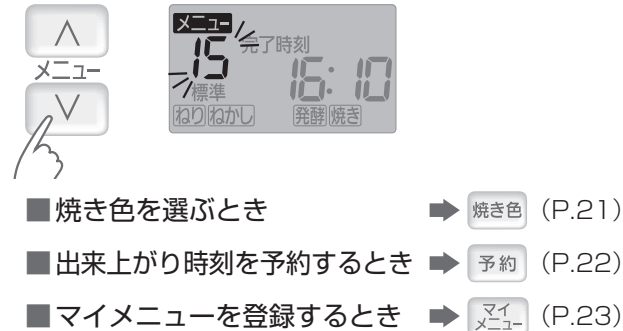 メニュー
15
完了時刻
メニュー
標準
16:10
ねり ねかし 発酵 焼き
■焼き色を選ぶとき ➡ 焼き色 (P.21)
■出来上がり時刻を予約するとき ➡ 予約 (P.22)
■マイメニューを登録するとき ➡ マイメニュー (P.23)